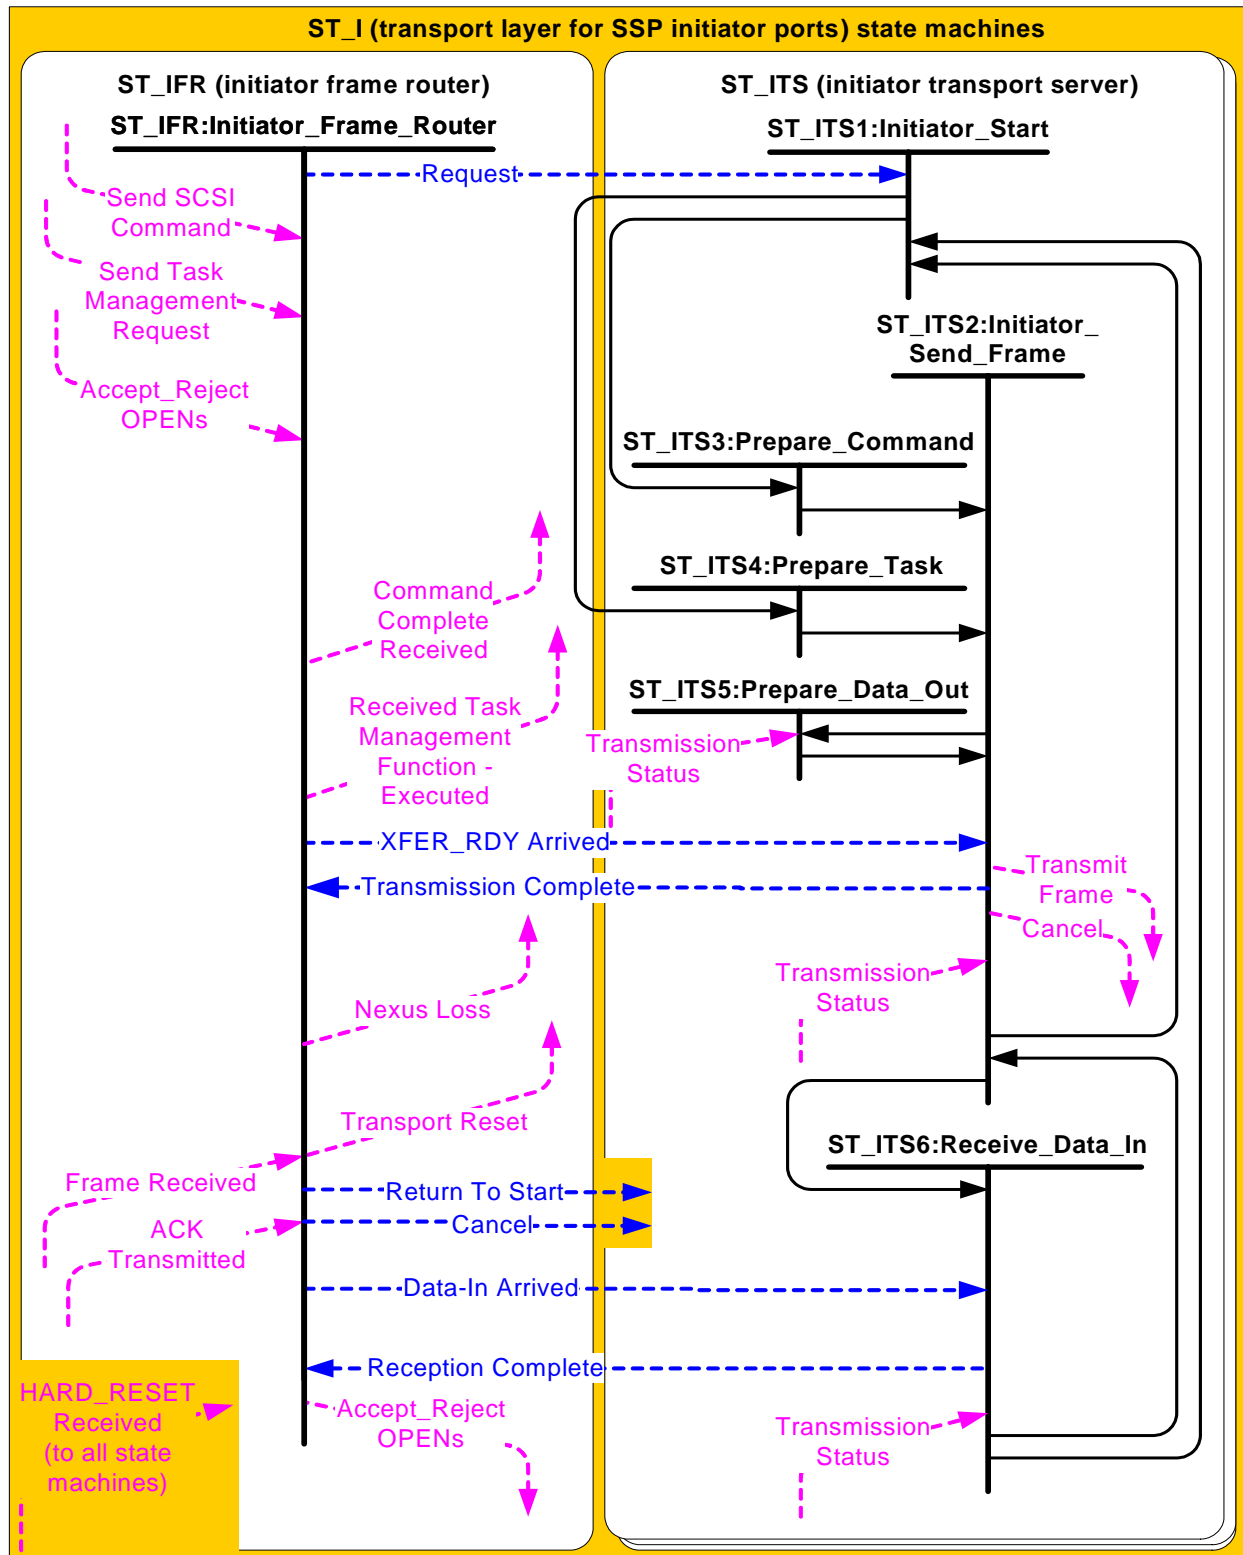 ST_I (transport layer for SSP initiator ports) state machines
ST_IFR (initiator frame router)
ST_IFR:Initiator_Frame_Router
Send SCSI
Command
Send Task
Management
Request
Accept_Reject
OPENs
Command
Complete
Received
Received Task
Management
Function -
Executed
Nexus Loss
Transport Reset
Frame Received
ACK
Transmitted
HARD_RESET
Received
(to all state
machines)
Accept_Reject
OPENs
Request
XFER_RDY Arrived
Transmission Complete
Return To Start
Cancel
Data-In Arrived
Reception Complete
ST_ITS (initiator transport server)
ST_ITS1:Initiator_Start
ST_ITS2:Initiator_
Send_Frame
ST_ITS3:Prepare_Command
ST_ITS4:Prepare_Task
ST_ITS5:Prepare_Data_Out
Transmission
Status
Transmit
Frame
Cancel
Transmission
Status
ST_ITS6:Receive_Data_In
Transmission
Status